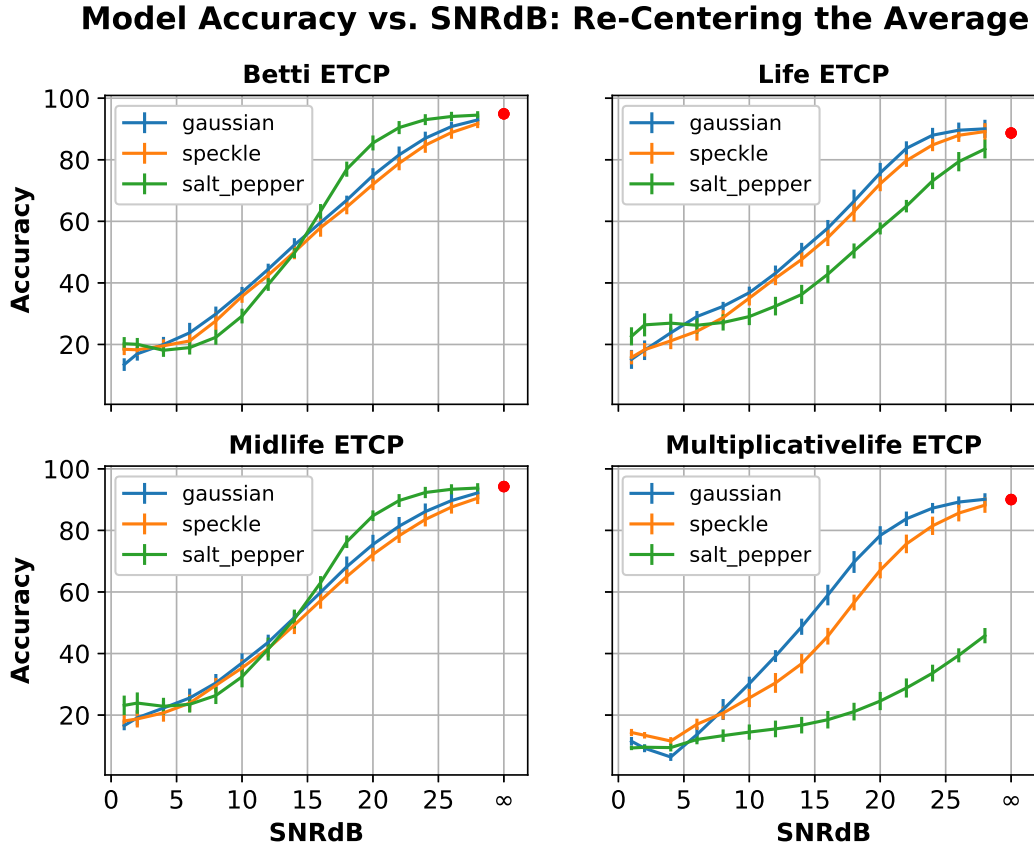 Model Accuracy vs. SNRdB: Re-Centering the Average
Betti ETCP
Accuracy
100
80
60
40
20
gaussian
speckle
salt_pepper
Life ETCP
gaussian
speckle
salt_pepper
Midlife ETCP
Accuracy
100
80
60
40
20
gaussian
speckle
salt_pepper
0 5 10 15 20 25 ∞
SNRdB
Multiplicativelife ETCP
gaussian
speckle
salt_pepper
0 5 10 15 20 25 ∞
SNRdB